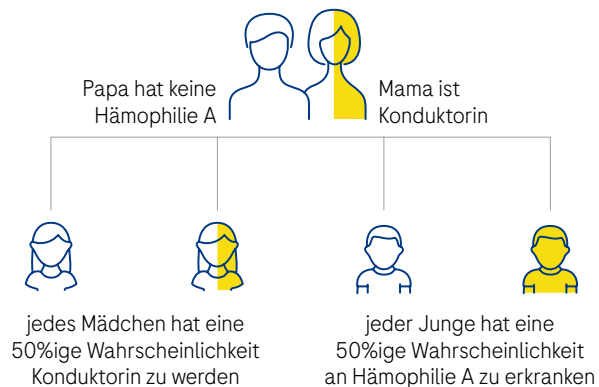 Papa hat keine
Hämophilie A
Mama ist
Konduktorin
jedes Mädchen hat eine
50%ige Wahrscheinlichkeit
Konduktorin zu werden
jeder Junge hat eine
50%ige Wahrscheinlichkeit
an Hämophilie A zu erkranken